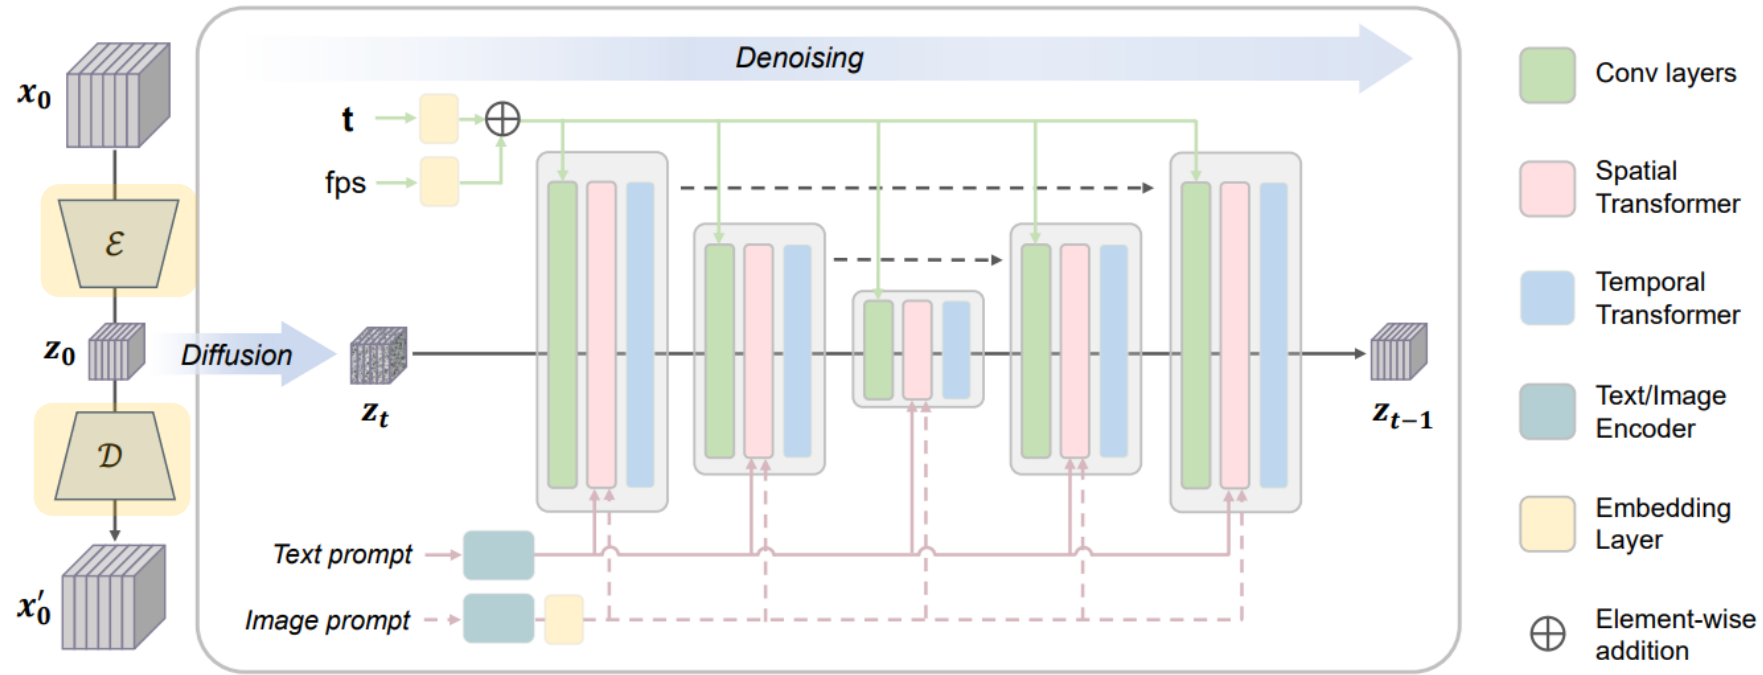 x₀
ℰ
z₀
𝒟
x′₀
Denoising
t
fps
Diffusion
zₜ
zₜ₋₁
Text prompt
Image prompt
Conv layers
Spatial
Transformer
Temporal
Transformer
Text/Image
Encoder
Embedding
Layer
Element-wise
addition